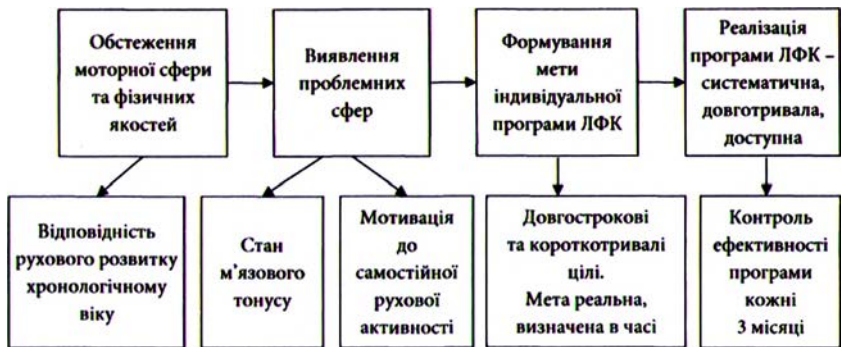 Обстеження
моторної сфери
та фізичних
якостей
Виявлення
проблемних
сфер
Формування
мети
індивідуальної
програми ЛФК
Реалізація
програми ЛФК –
систематична,
довготривала,
доступна
Відповідність
рухового розвитку
хронологічному
віку
Стан
м’язового
тонусу
Мотивація
до
самостійної
рухової
активності
Довгострокові
та короткотривалі
цілі.
Мета реальна,
визначена в часі
Контроль
ефективності
програми
кожні
3 місяці